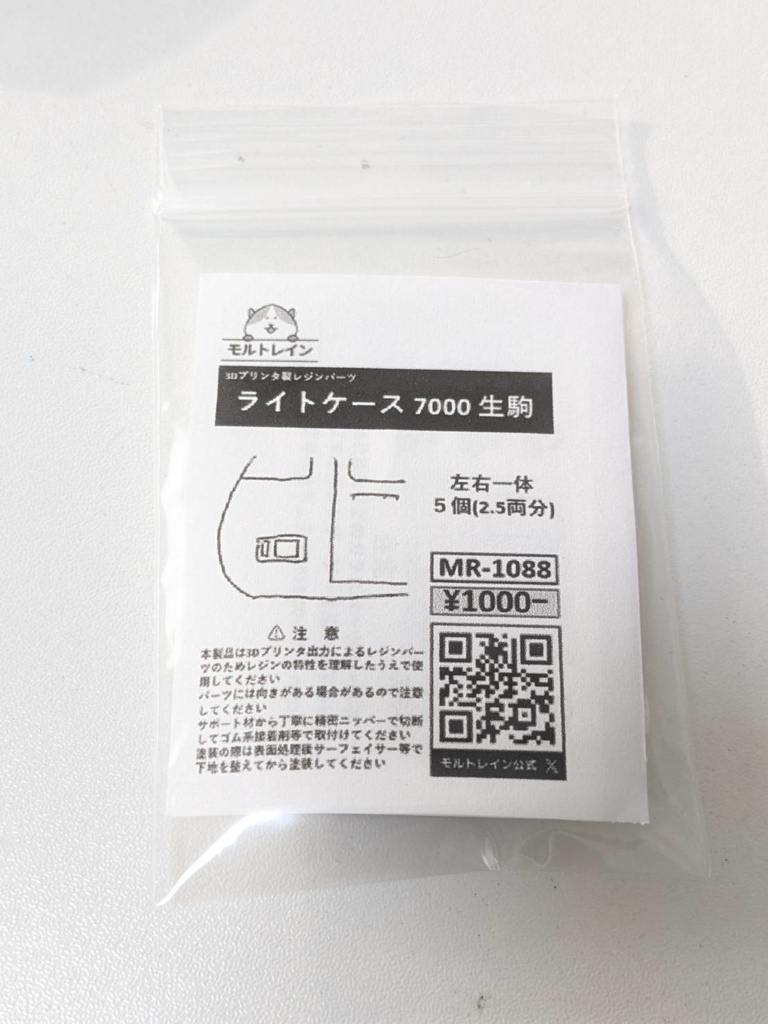 モルトレイン
3Dプリンタ製レジンパーツ
ライトケース 7000 生駒
左右一体
5個(2.5両分)
MR-1088
¥1000−
⚠ 注 意
本製品は3Dプリンタ出力によるレジンパー
ツのためレジンの特性を理解したうえで使
用してください
パーツには向きがある場合があるので注意
してください
サポート材から丁寧に精密ニッパーで切断
してゴム系接着剤等で取付けてください
塗装の際は表面処理後サーフェイサー等で
下地を整えてから塗装してください
モルトレイン公式 X